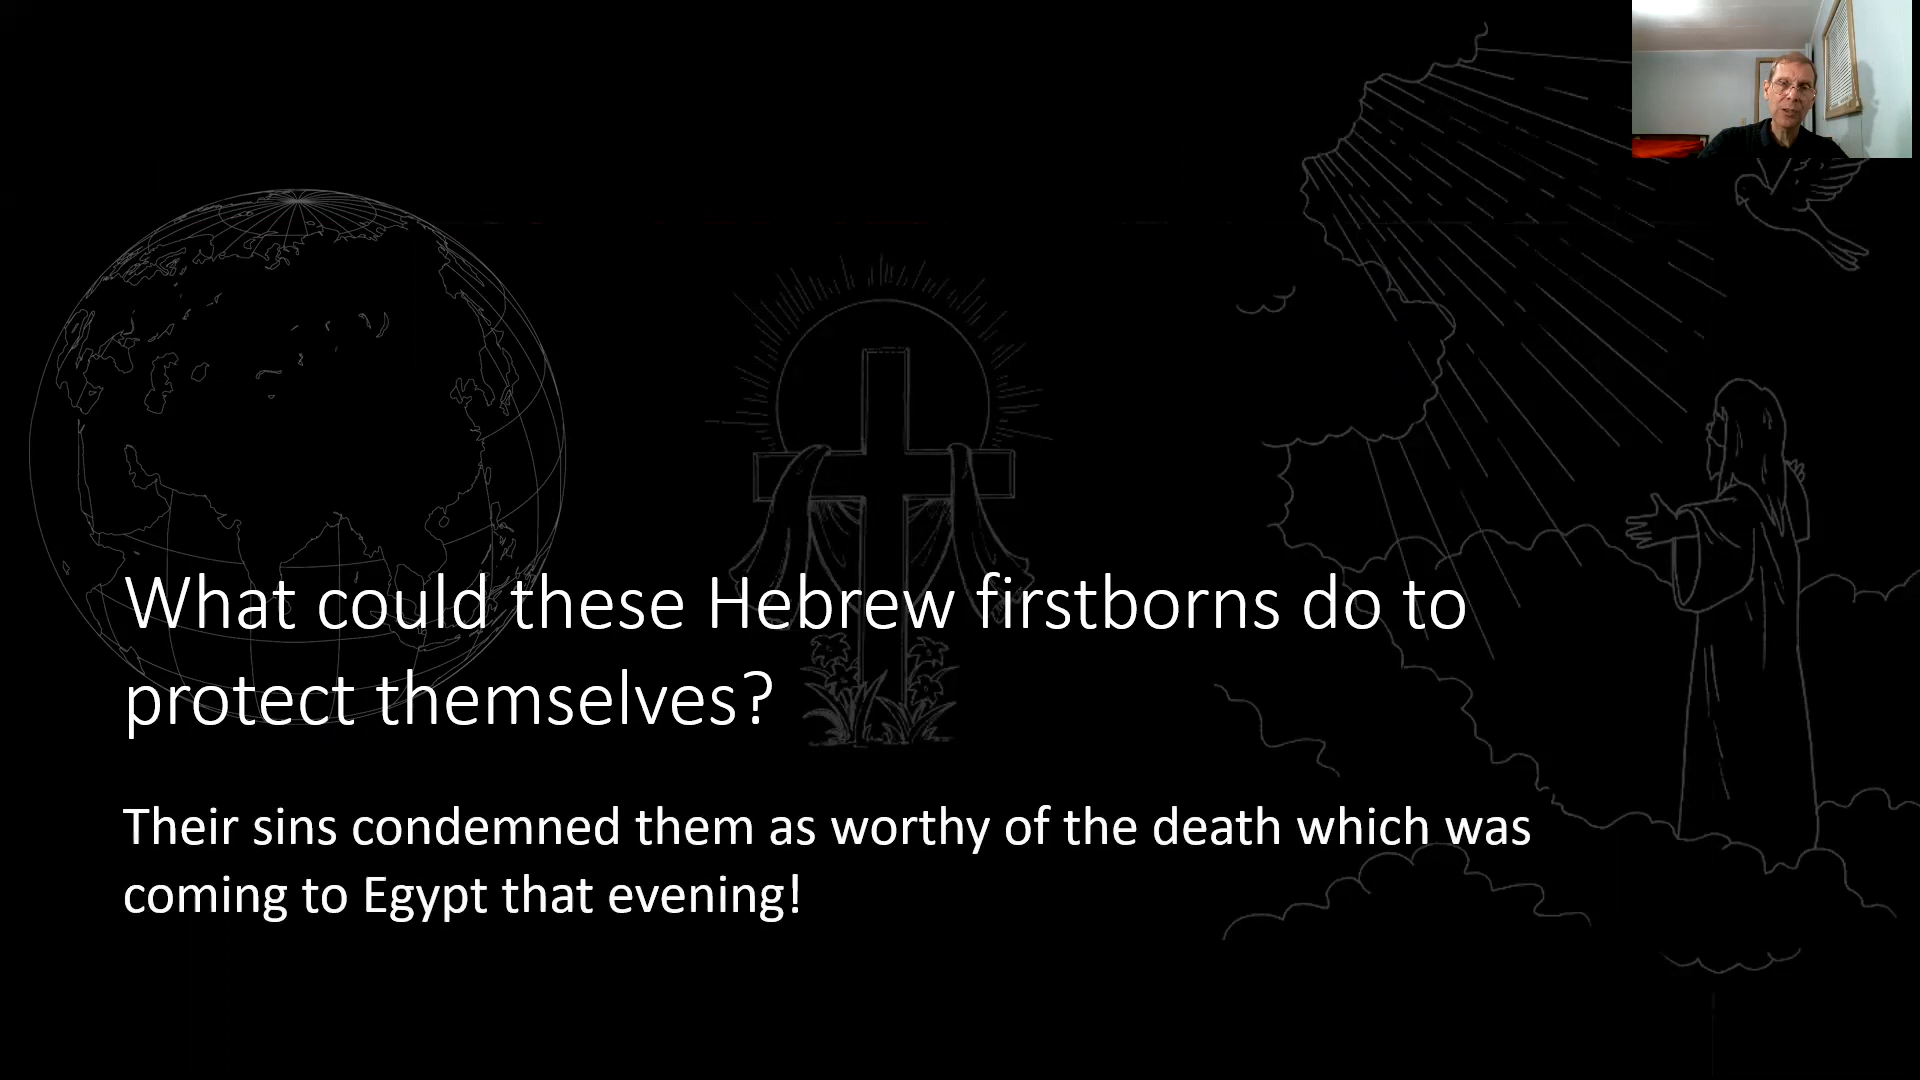 What could these Hebrew firstborns do to
protect themselves?
Their sins condemned them as worthy of the death which was
coming to Egypt that evening!